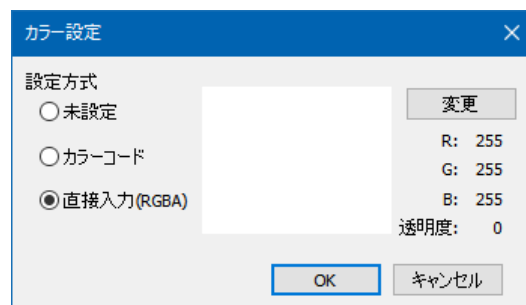 カラー設定
設定方式
未設定
カラーコード
直接入力(RGBA)
変更
R: 255
G: 255
B: 255
透明度: 0
OK
キャンセル